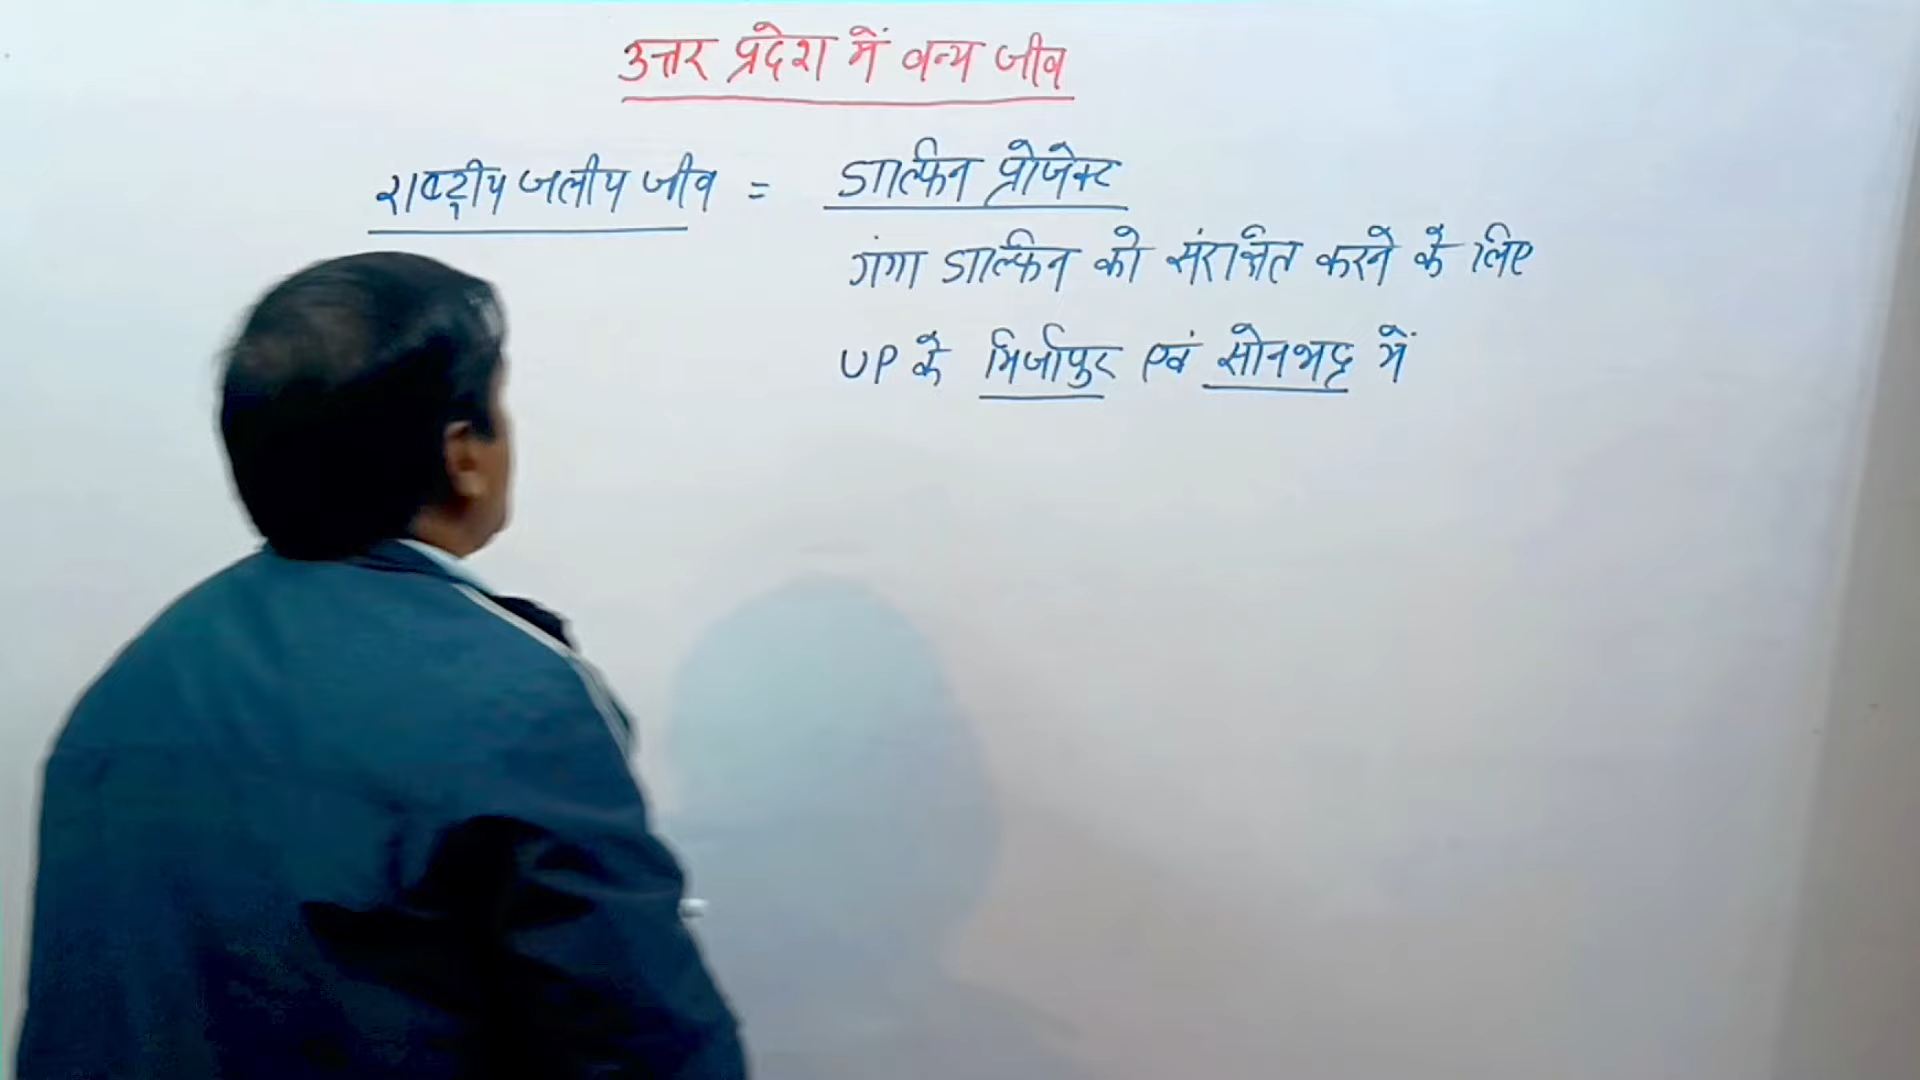 उत्तर प्रदेश में वन्य जीव
राष्ट्रीय जलीय जीव = डाल्फिन प्रोजेक्ट
गंगा डाल्फिन को संरक्षित करने के लिए
UP के मिर्जापुर एवं सोनभद्र में